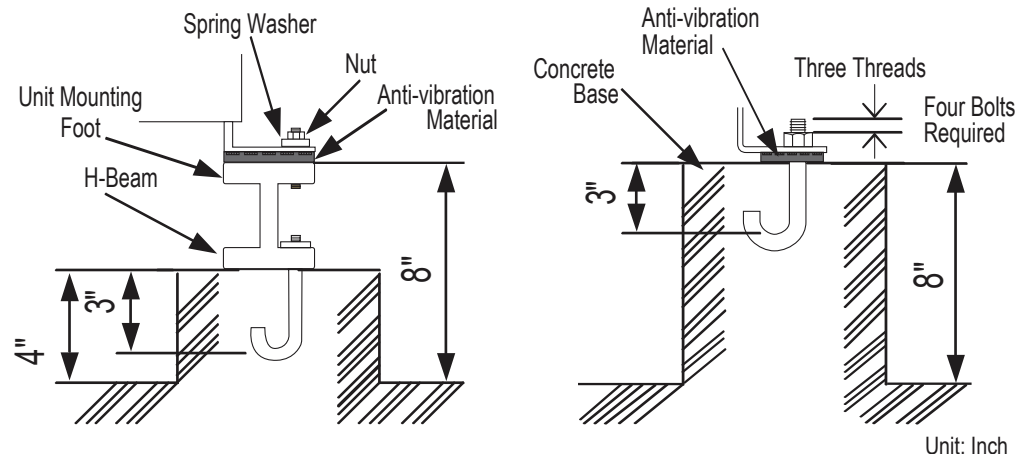 Spring Washer
Nut
Unit Mounting
Foot
Anti-vibration
Material
H-Beam
8"
3"
4"
Anti-vibration
Material
Concrete
Base
Three Threads
Four Bolts
Required
3"
8"
Unit: Inch